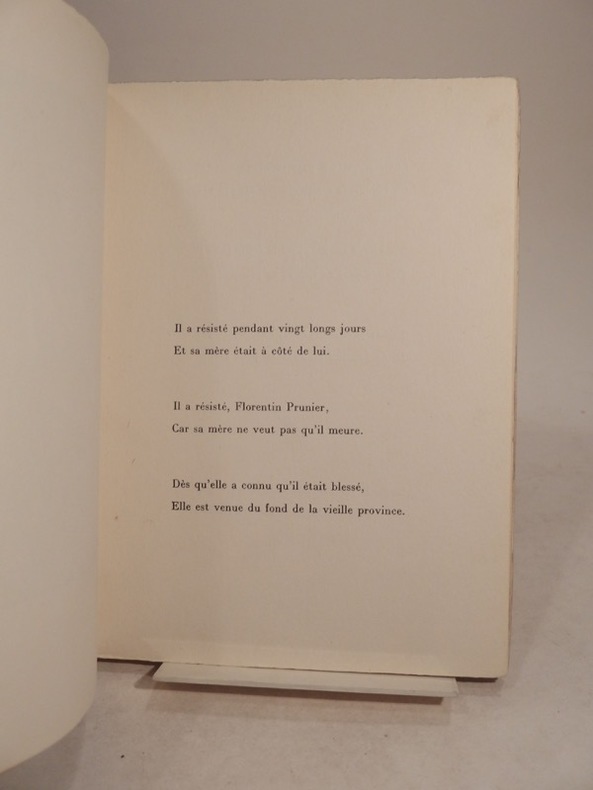 Il a résisté pendant vingt longs jours
Et sa mère était à côté de lui.
Il a résisté, Florentin Prunier,
Car sa mère ne veut pas qu'il meure.
Dès qu'elle a connu qu'il était blessé,
Elle est venue du fond de la vieille province.